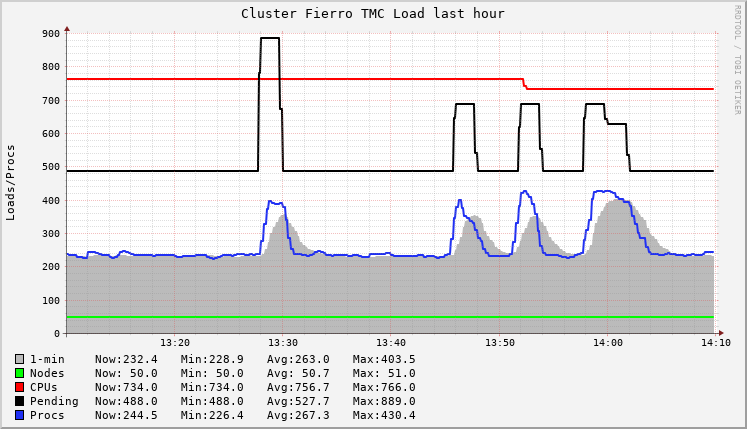 Cluster Fierro TMC Load last hour
RRDTOOL / TOBI OETIKER
Loads/Procs
900
800
700
600
500
400
300
200
100
0
13:20 13:30 13:40 13:50 14:00 14:10
1-min Now:232.4 Min:228.9 Avg:263.0 Max:403.5
Nodes Now: 50.0 Min: 50.0 Avg: 50.7 Max: 51.0
CPUs Now:734.0 Min:734.0 Avg:756.7 Max:766.0
Pending Now:488.0 Min:488.0 Avg:527.7 Max:889.0
Procs Now:244.5 Min:226.4 Avg:267.3 Max:430.4